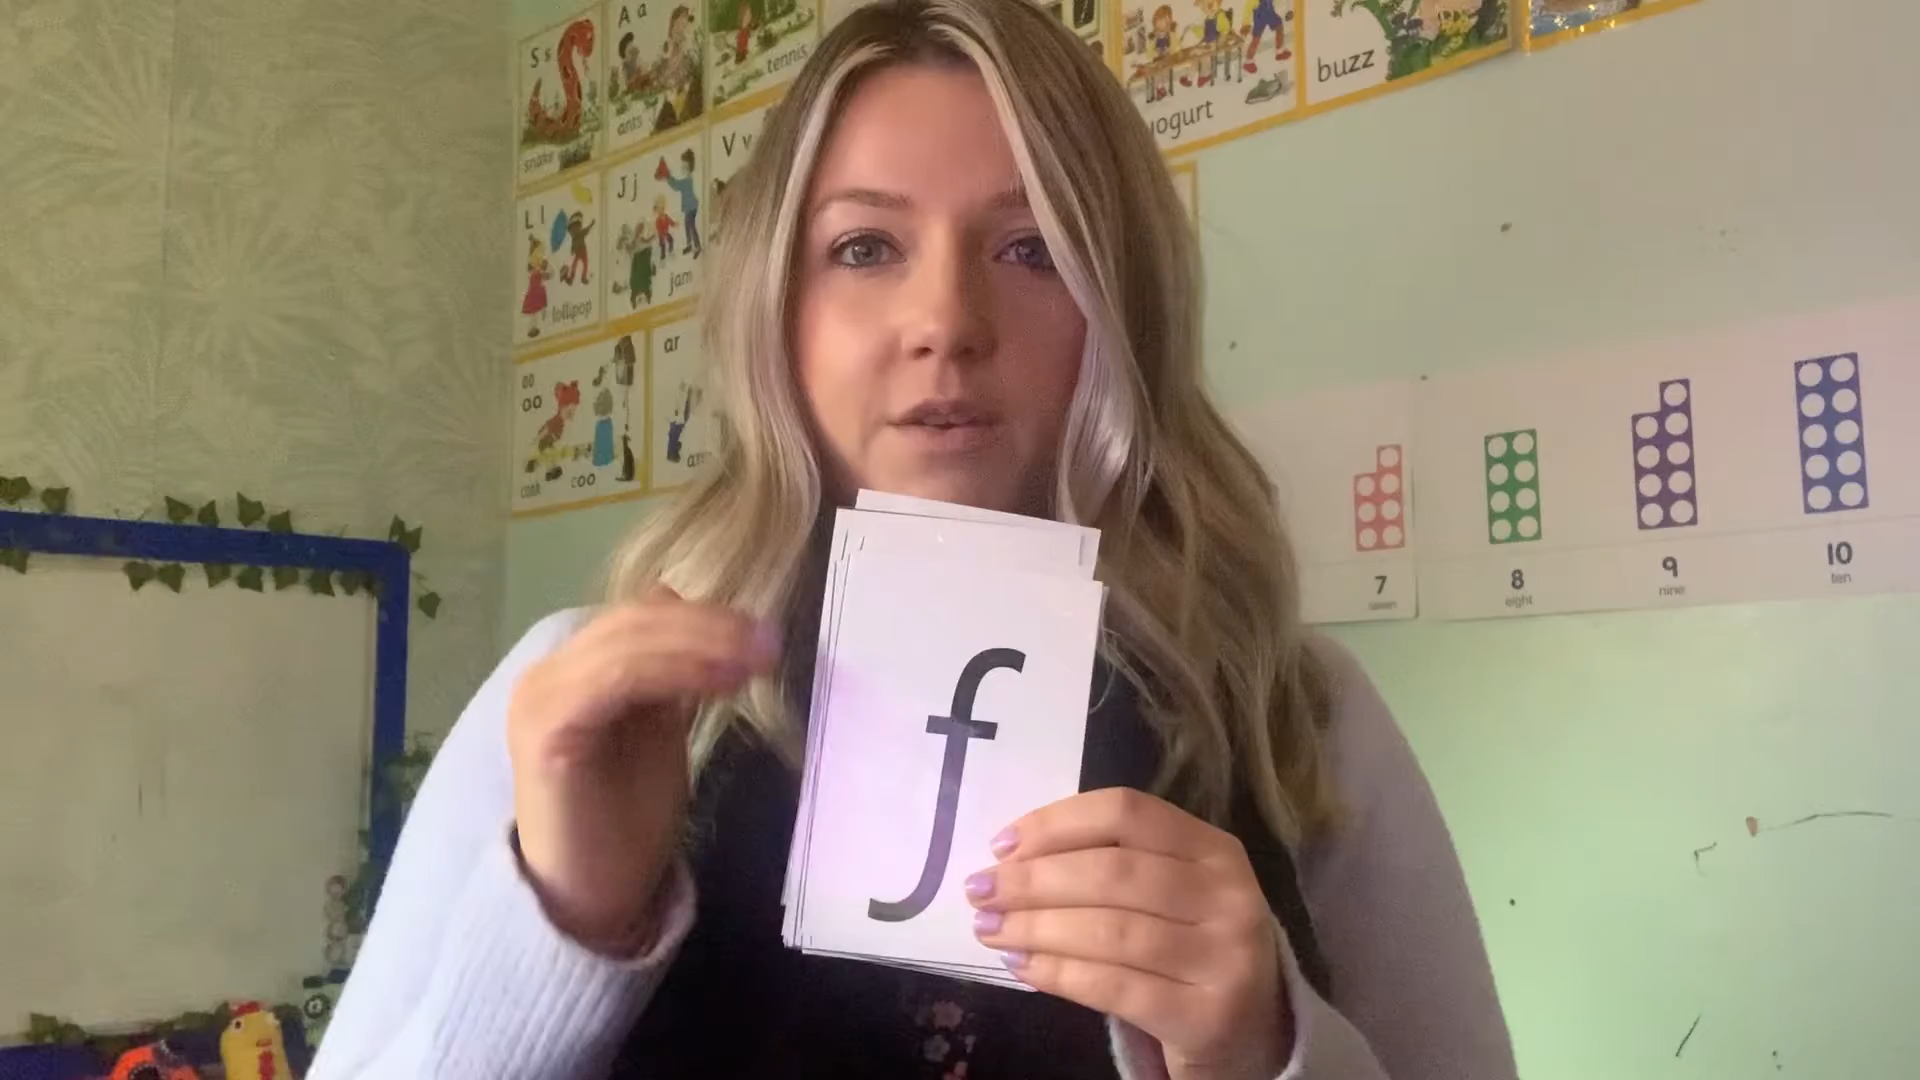 S s
snake
A a
ants
tennis
yogurt
buzz
L l
lollipop
J j
jam
V v
oo
oo
cook
coo
ar
f
7
seven
8
eight
9
nine
10
ten